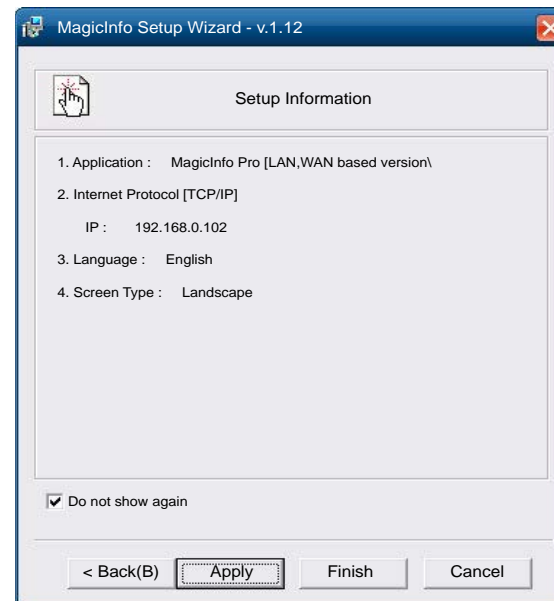 MagicInfo Setup Wizard - v.1.12
Setup Information
1. Application : MagicInfo Pro [LAN,WAN based version\
2. Internet Protocol [TCP/IP]
IP : 192.168.0.102
3. Language : English
4. Screen Type : Landscape
Do not show again
< Back(B) Apply Finish Cancel